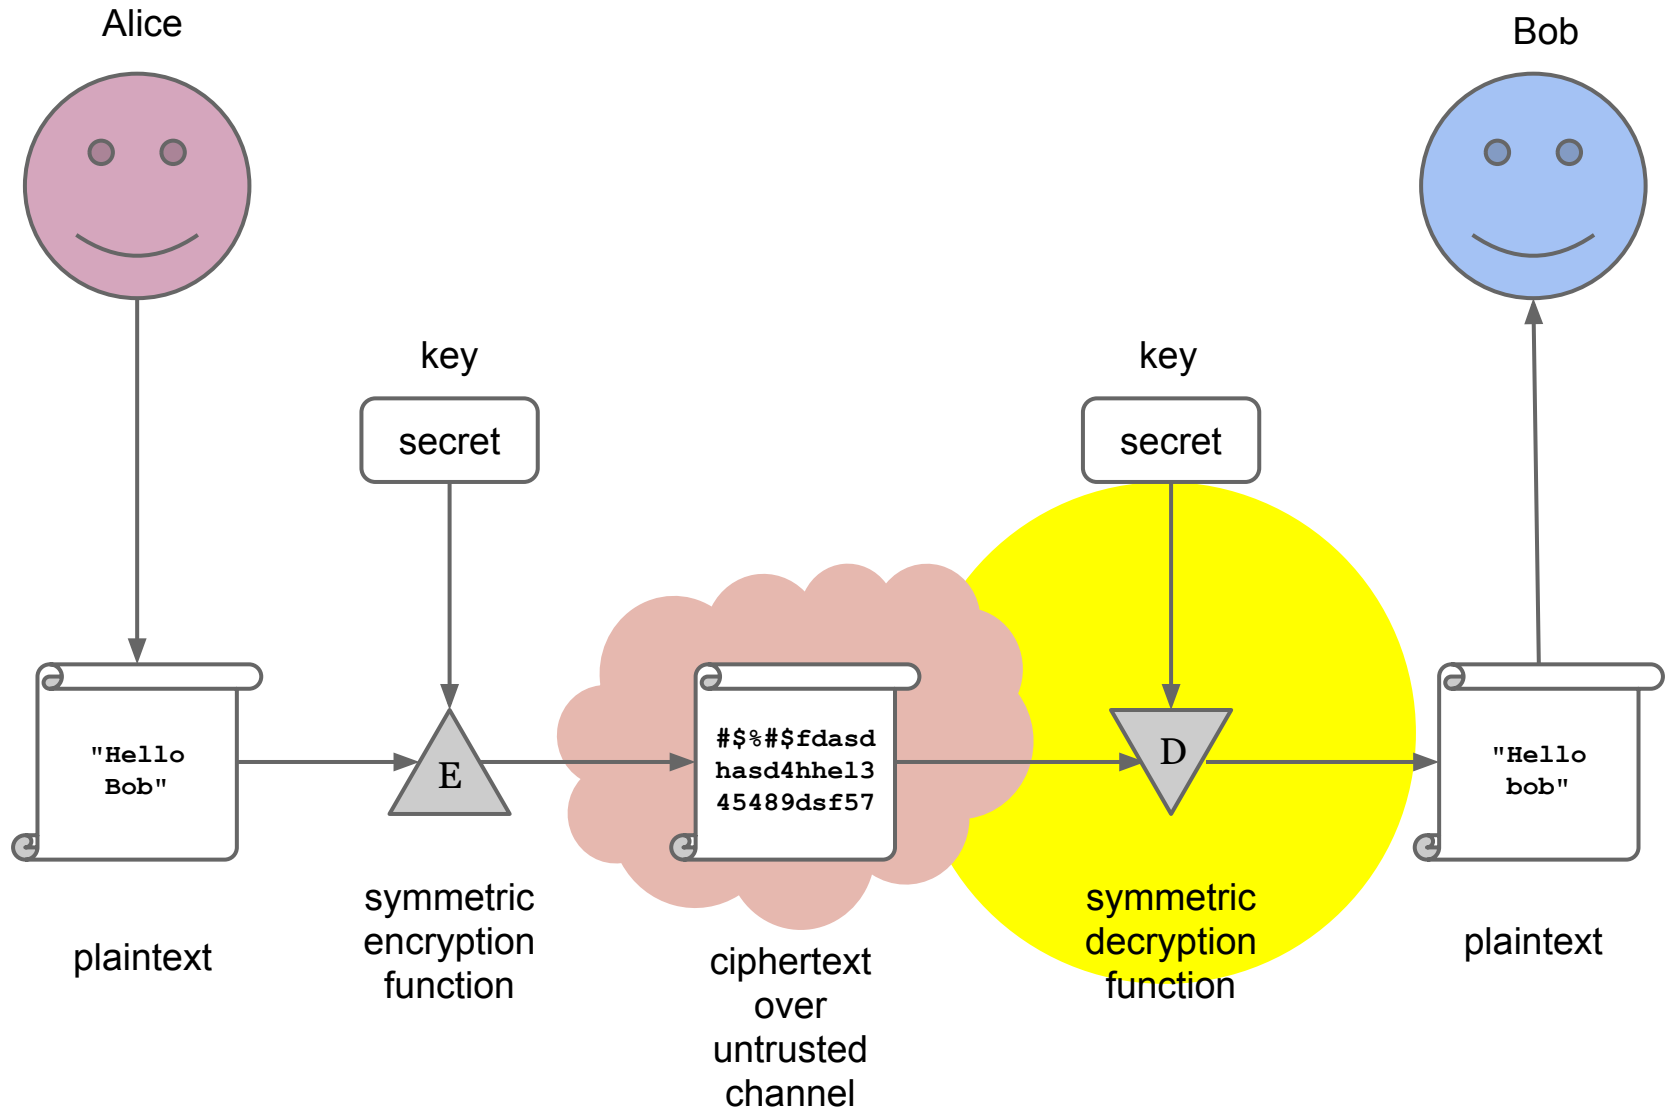 Alice
Bob
key
key
secret
secret
"Hello
Bob"
E
#$%#$fdasd
hasd4hhel3
45489dsf57
D
"Hello
bob"
plaintext
symmetric
encryption
function
ciphertext
over
untrusted
channel
symmetric
decryption
function
plaintext